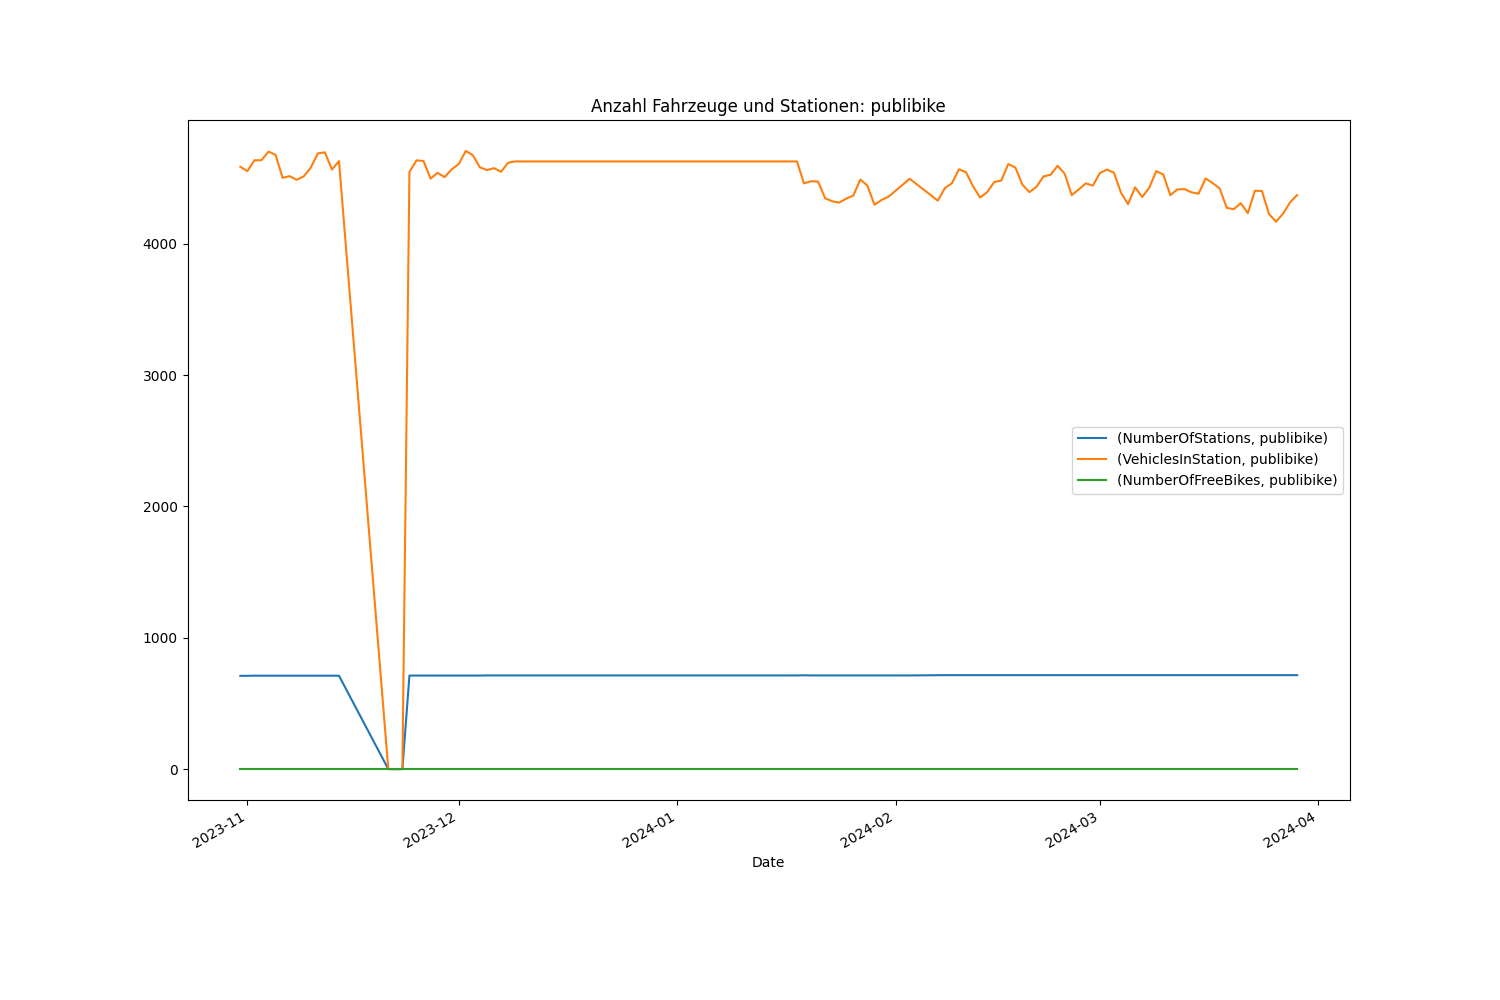 Anzahl Fahrzeuge und Stationen: publibike
4000
3000
2000
1000
0
(NumberOfStations, publibike)
(VehiclesInStation, publibike)
(NumberOfFreeBikes, publibike)
2023-11
2023-12
2024-01
2024-02
2024-03
2024-04
Date